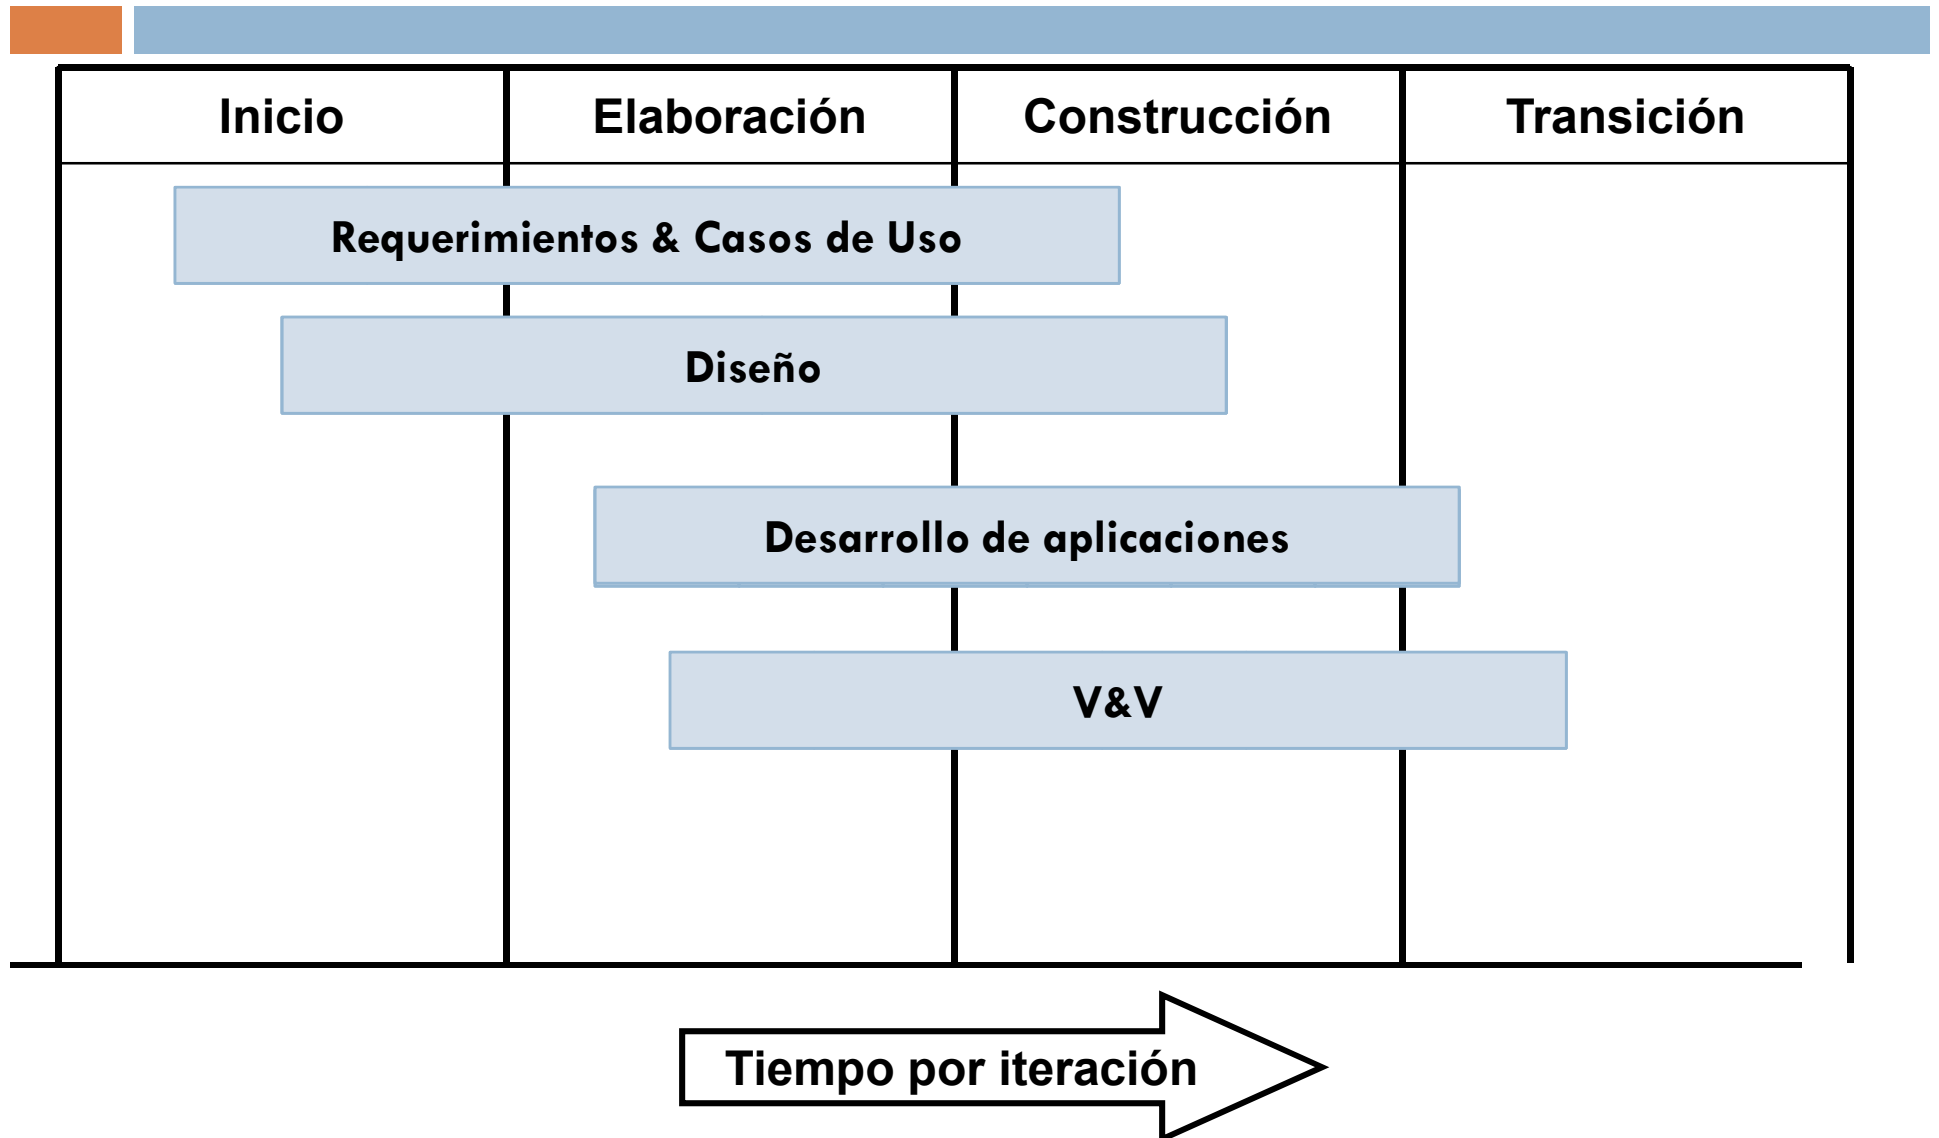 Inicio
Elaboración
Construcción
Transición
Requerimientos & Casos de Uso
Diseño
Desarrollo de aplicaciones
V&V
Tiempo por iteración